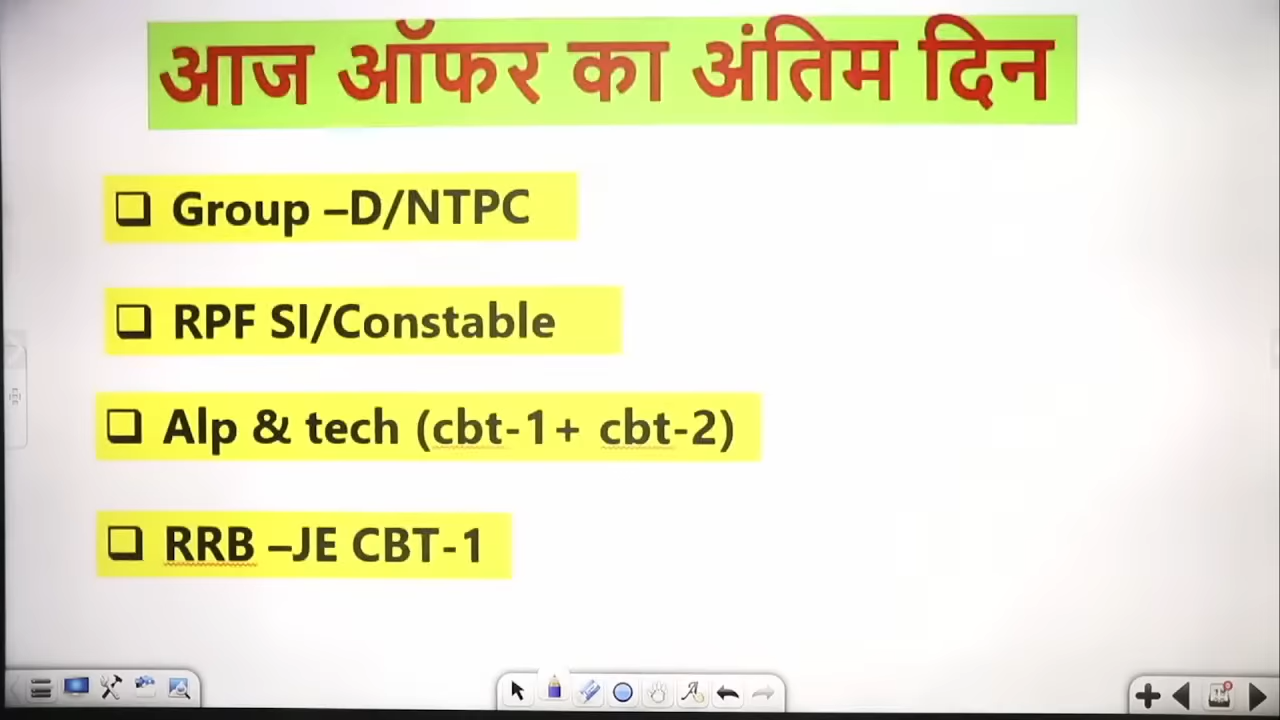 आज ऑफर का अंतिम दिन
❑ Group –D/NTPC
❑ RPF SI/Constable
❑ Alp & tech (cbt-1+ cbt-2)
❑ RRB –JE CBT-1